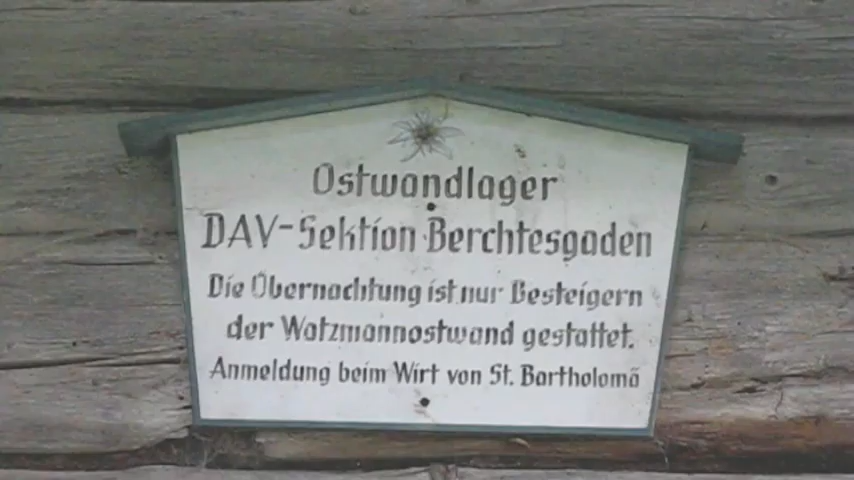 Ostwandlager
DAV-Sektion Berchtesgaden
Die Übernachtung ist nur Besteigern
der Watzmannostwand gestattet.
Anmeldung beim Wirt von St. Bartholomä